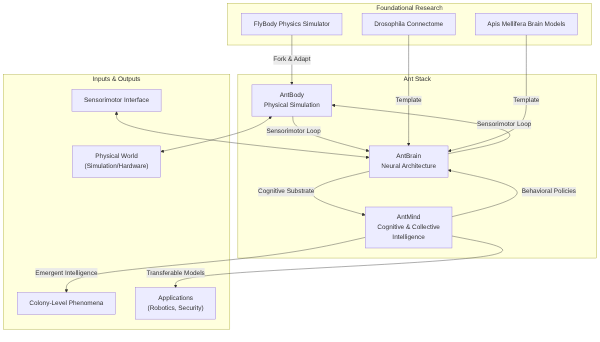 Foundational Research
FlyBody Physics Simulator
Drosophila Connectome
Apis Mellifera Brain Models
Fork & Adapt
Inputs & Outputs
Ant Stack
Sensorimotor Interface
AntBody
Physical Simulation
Template
Template
Sensorimotor Loop
Sensorimotor Loop
Physical World
(Simulation/Hardware)
AntBrain
Neural Architecture
Cognitive Substrate
Behavioral Policies
AntMind
Cognitive & Collective
Intelligence
Emergent Intelligence
Transferable Models
Colony-Level Phenomena
Applications
(Robotics, Security)